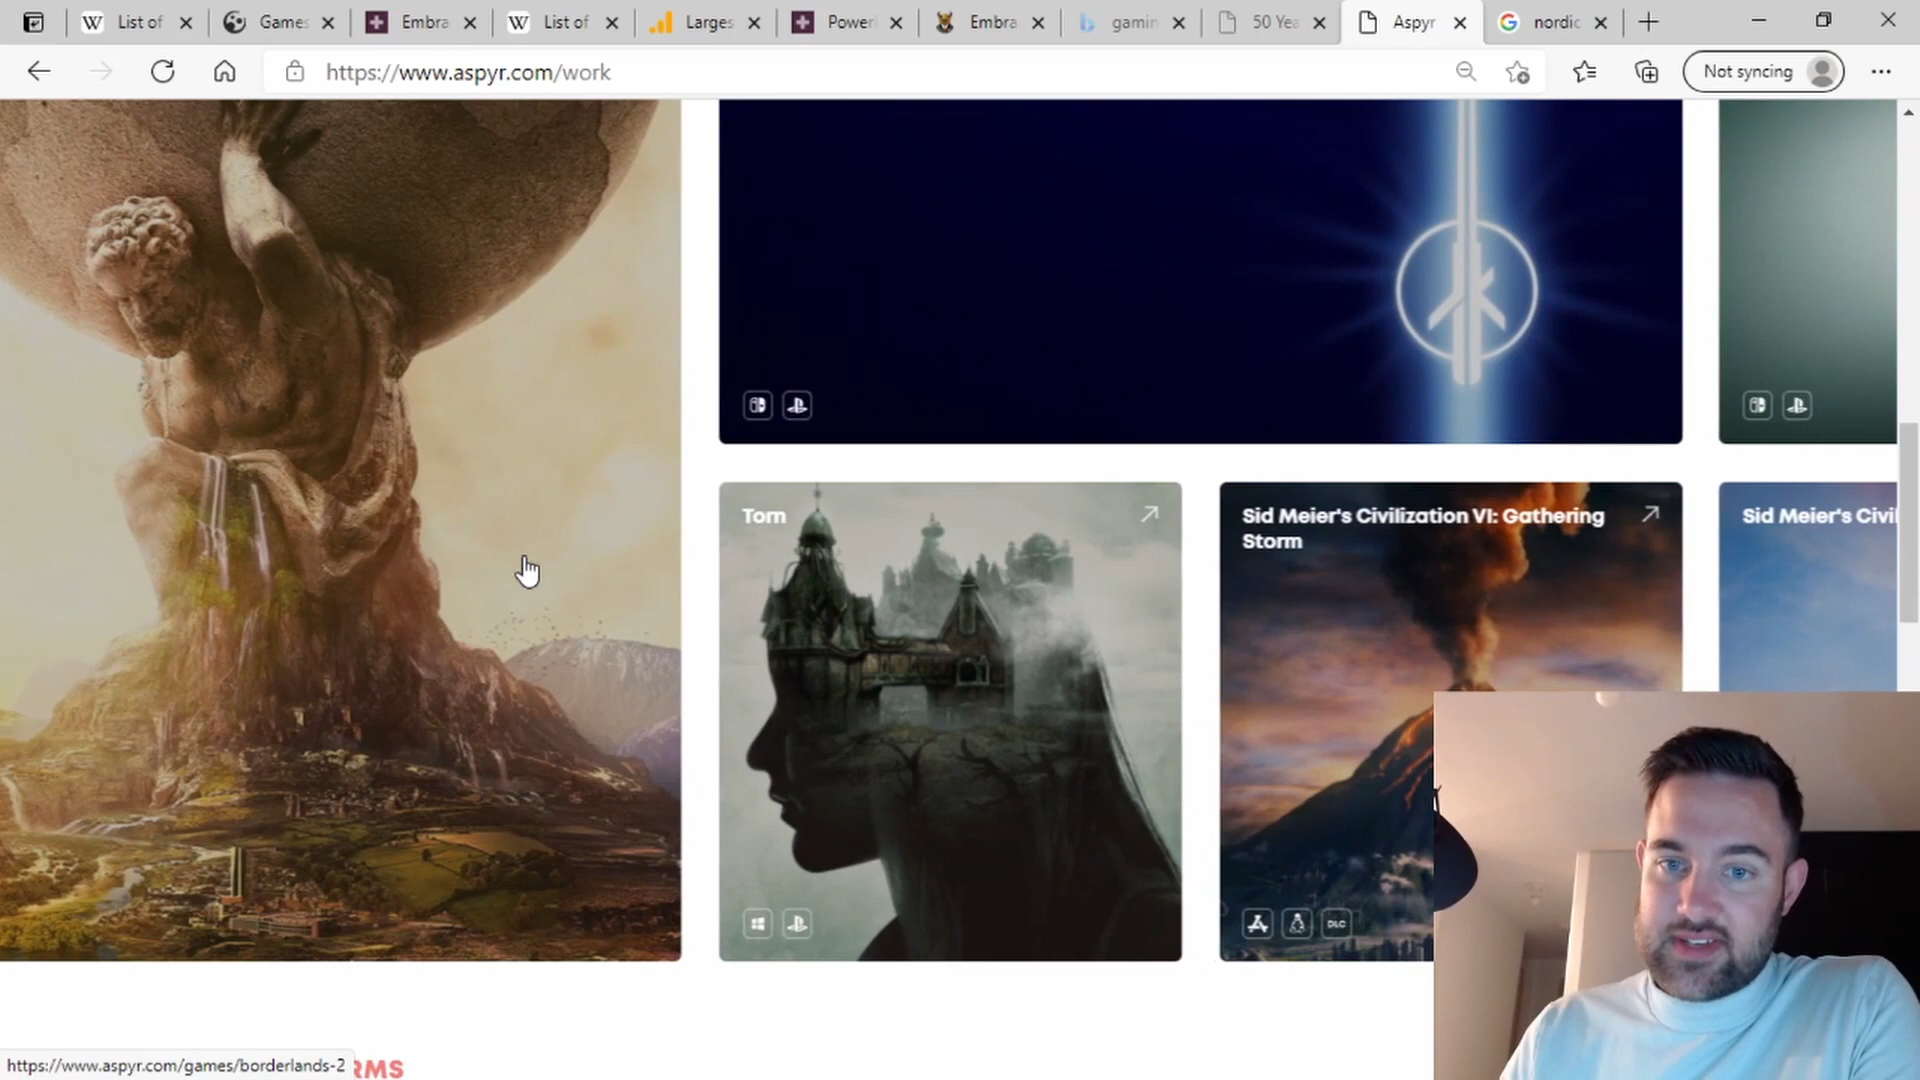 List of
Games
Embra
List of
Larges
Power
Embra
gamin
50 Yea
Aspyr
nordic
https://www.aspyr.com/work
Not syncing
Torn
Sid Meier's Civilization VI: Gathering
Storm
Sid Meier's Civil
DLC
https://www.aspyr.com/games/borderlands-2
RMS